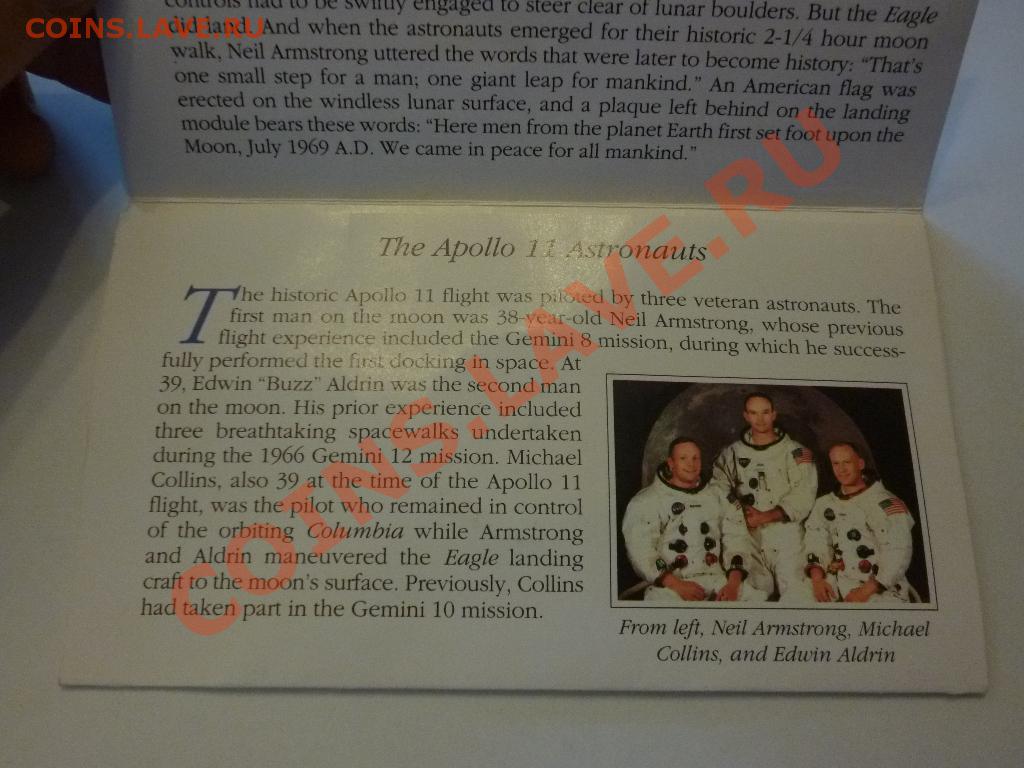 COINS.LAVE.RU
controls had to be swiftly engaged to steer clear of lunar boulders. But the Eagle
did land. And when the astronauts emerged for their historic 2-1/4 hour moon
walk, Neil Armstrong uttered the words that were later to become history: “That’s
one small step for a man; one giant leap for mankind.” An American flag was
erected on the windless lunar surface, and a plaque left behind on the landing
module bears these words: “Here men from the planet Earth first set foot upon the
Moon, July 1969 A.D. We came in peace for all mankind.”
The Apollo 11 Astronauts
The historic Apollo 11 flight was piloted by three veteran astronauts. The
first man on the moon was 38-year-old Neil Armstrong, whose previous
flight experience included the Gemini 8 mission, during which he success-
fully performed the first docking in space. At
39, Edwin “Buzz” Aldrin was the second man
on the moon. His prior experience included
three breathtaking spacewalks undertaken
during the 1966 Gemini 12 mission. Michael
Collins, also 39 at the time of the Apollo 11
flight, was the pilot who remained in control
of the orbiting Columbia while Armstrong
and Aldrin maneuvered the Eagle landing
craft to the moon’s surface. Previously, Collins
had taken part in the Gemini 10 mission.
From left, Neil Armstrong, Michael
Collins, and Edwin Aldrin
COINS.LAVE.RU